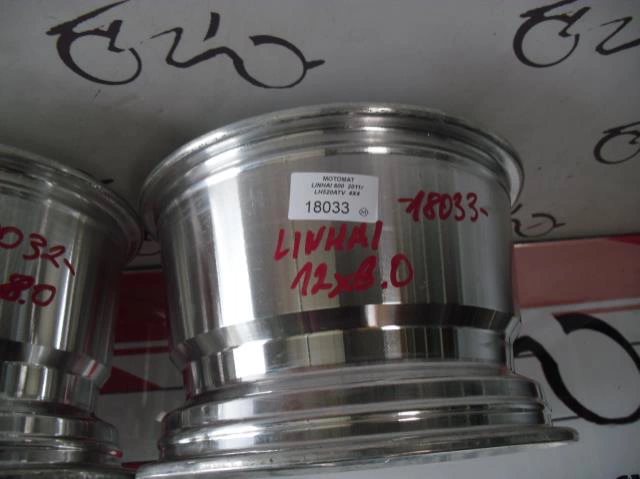 MOTOMAT
LINHAI 600 2011r
LH520ATV 4X4
18033 M
-18033-
LINHAI
12x8.0
032-
8.0